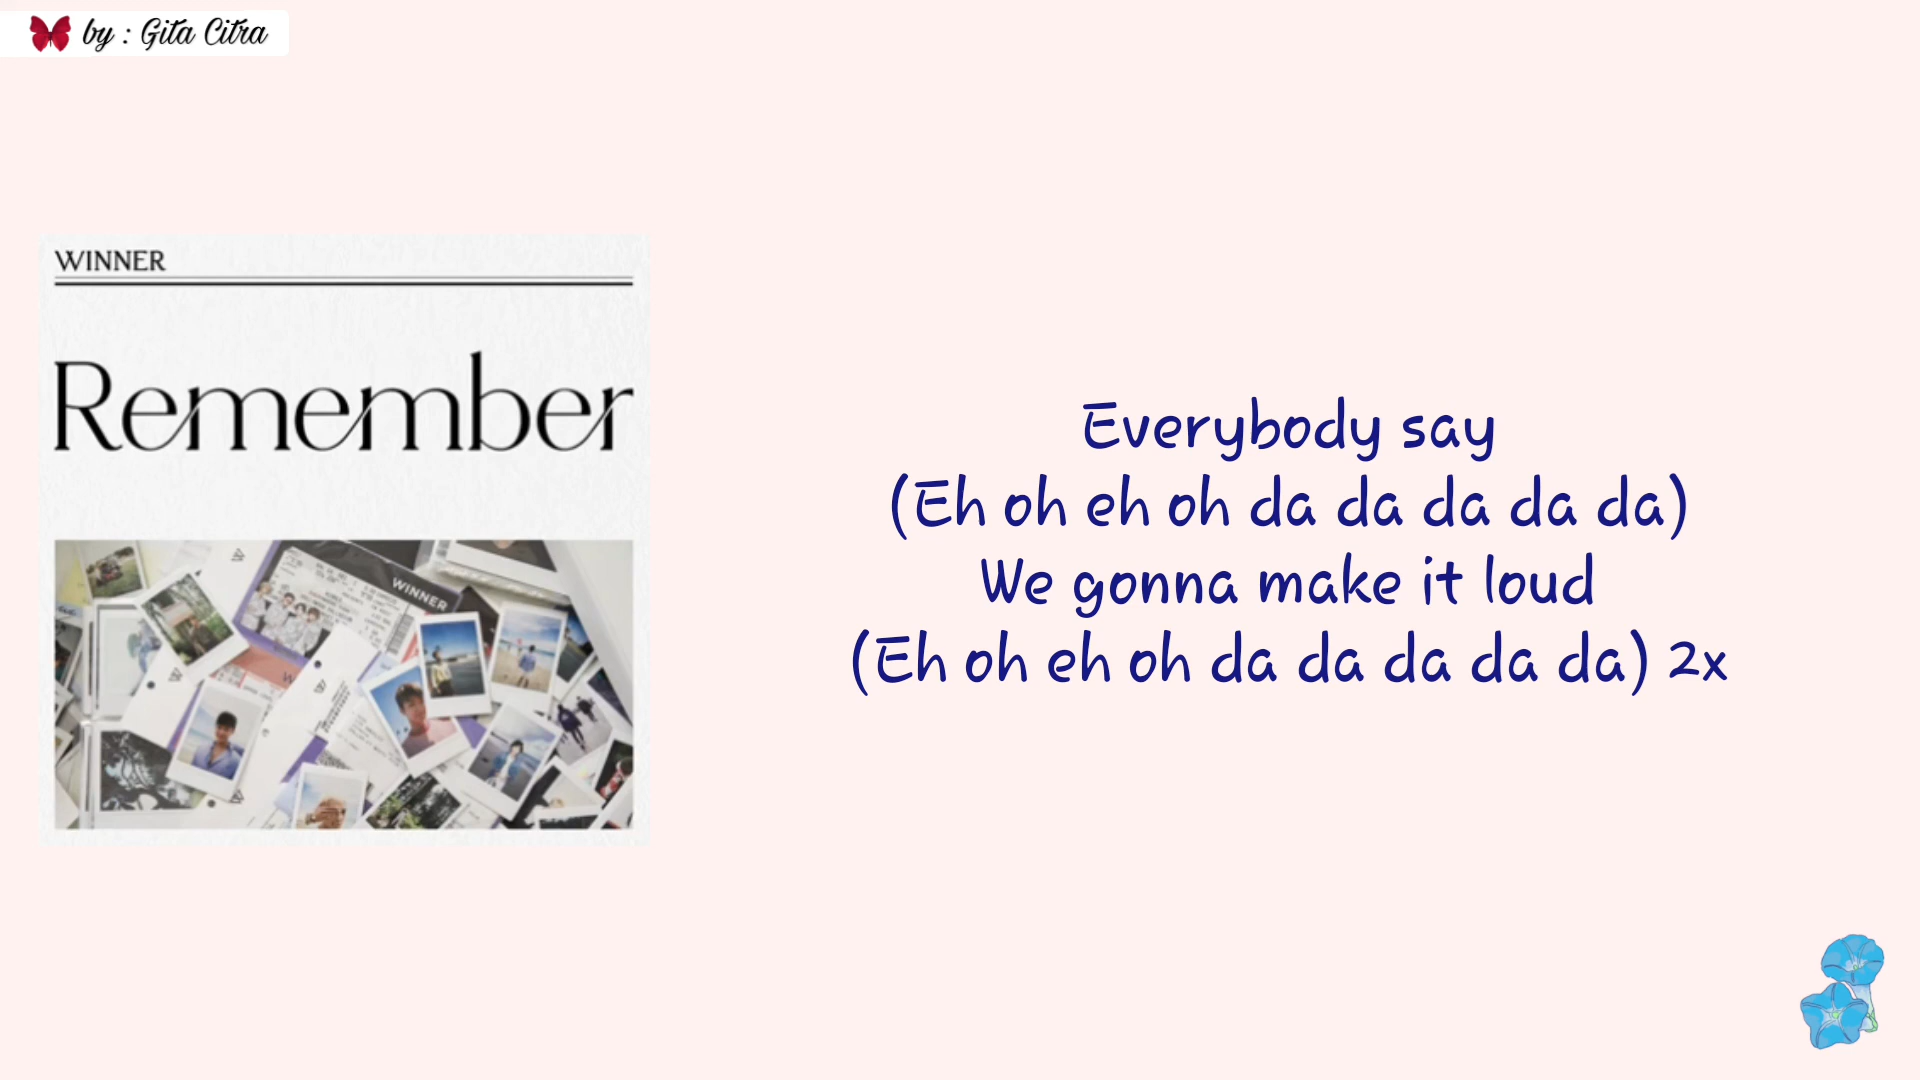 by : Gita Citra
WINNER
Remember
WINNER
Everybody say
(Eh oh eh oh da da da da da)
We gonna make it loud
(Eh oh eh oh da da da da da) 2x